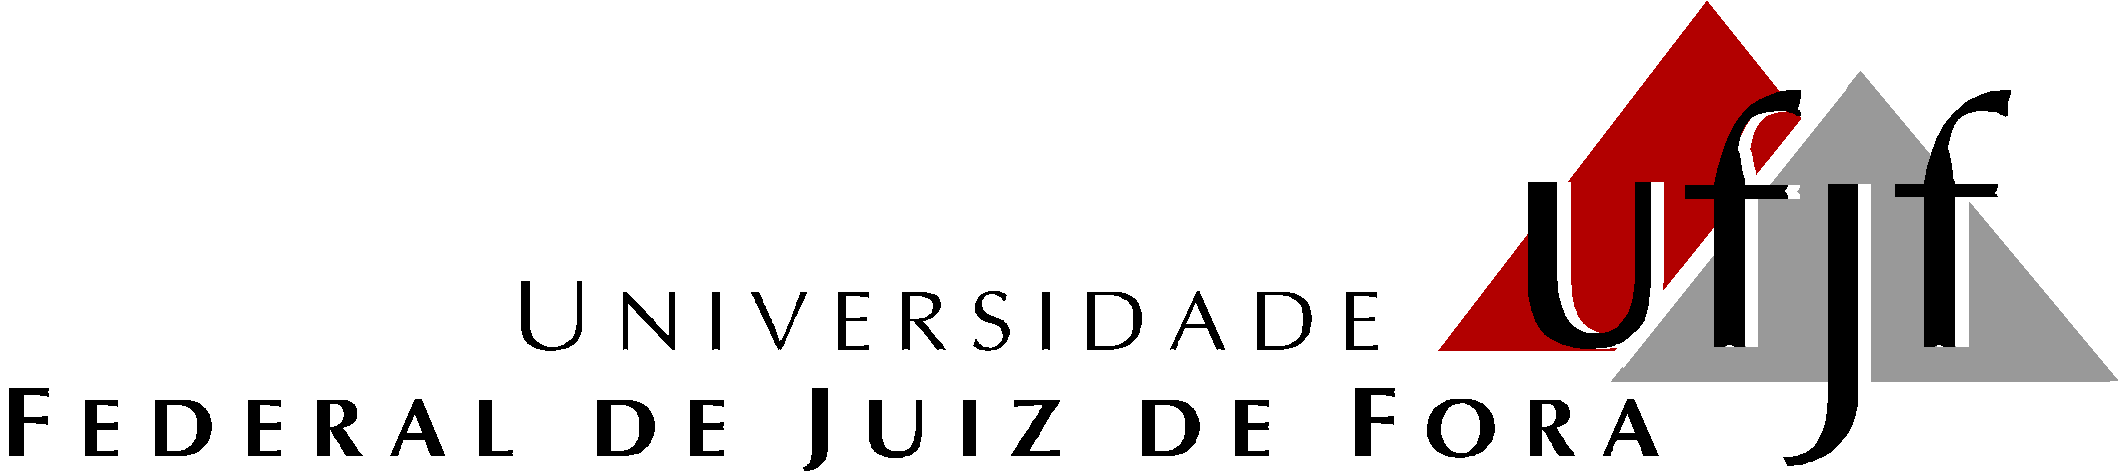 ufJf
UNIVERSIDADE
FEDERAL DE JUIZ DE FORA